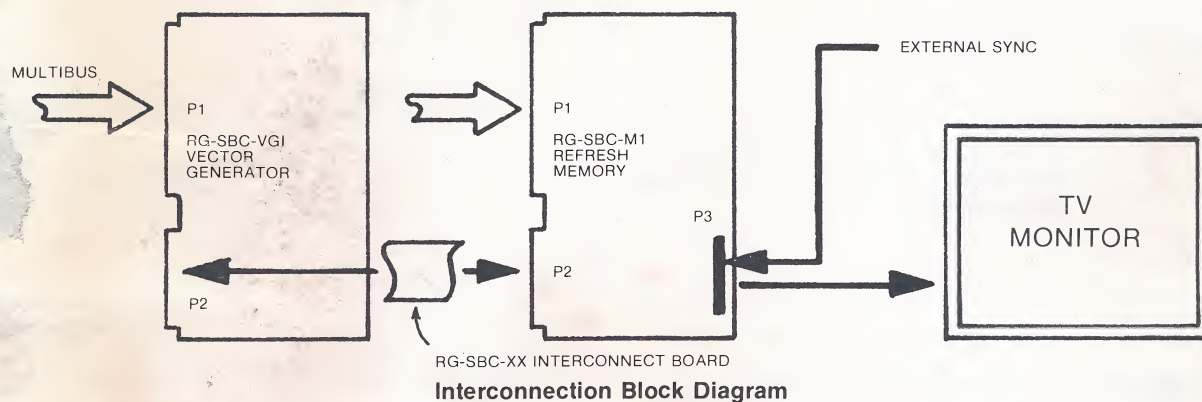 MULTIBUS
P1
RG-SBC-VGI
VECTOR
GENERATOR
P2
P1
RG-SBC-M1
REFRESH
MEMORY
P3
P2
EXTERNAL SYNC
TV
MONITOR
RG-SBC-XX INTERCONNECT BOARD
Interconnection Block Diagram